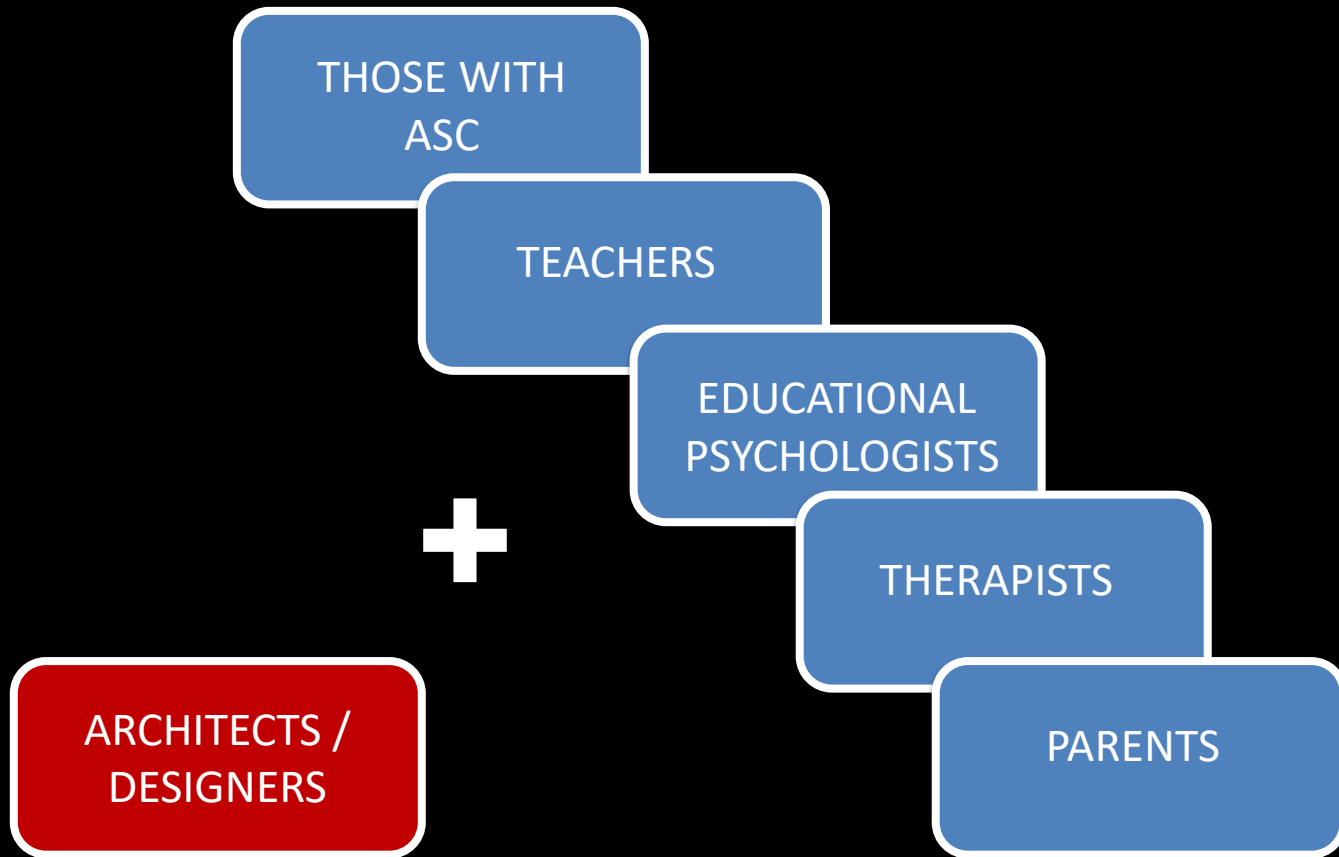 THOSE WITH
ASC
TEACHERS
EDUCATIONAL
PSYCHOLOGISTS
THERAPISTS
ARCHITECTS /
DESIGNERS
PARENTS